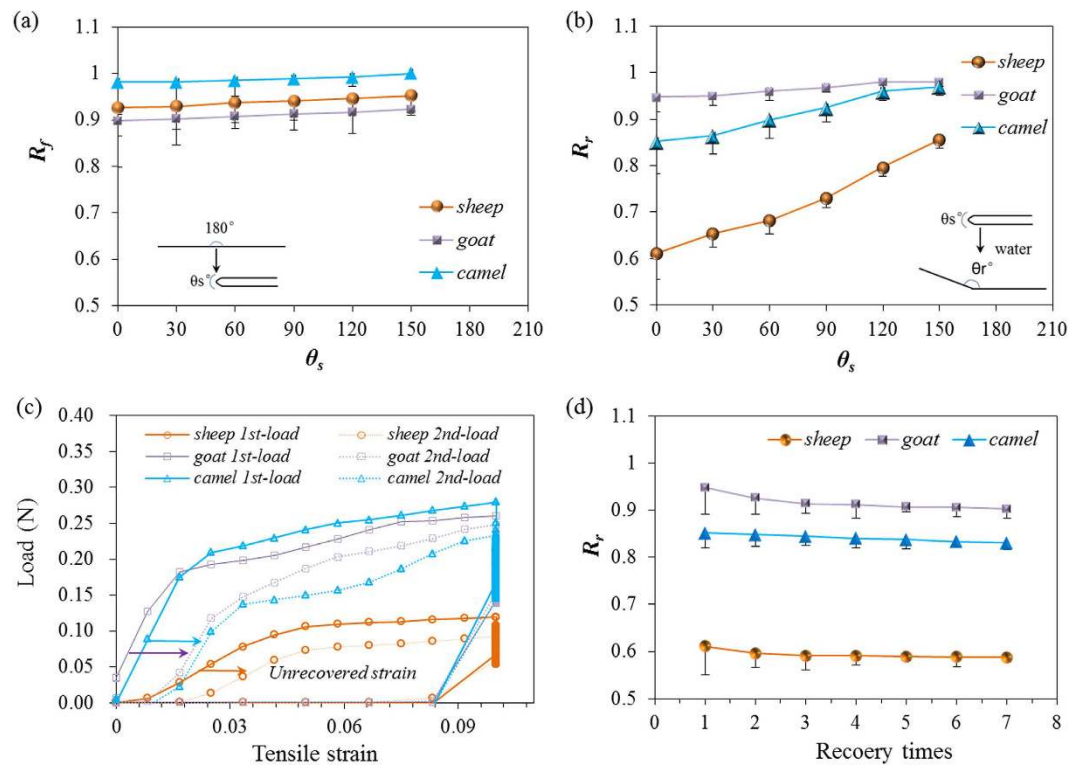 (a)
1.1
1
0.9
0.8
0.7
0.6
0.5
R_f
sheep
goat
camel
180°
θs°
0 30 60 90 120 150 180 210
θ_s
(b)
1.1
1
0.9
0.8
0.7
0.6
0.5
R_r
sheep
goat
camel
θs°
water
θr°
0 30 60 90 120 150 180 210
θ_s
(c)
0.40
0.35
0.30
0.25
0.20
0.15
0.10
0.05
0.00
Load (N)
sheep 1st-load sheep 2nd-load
goat 1st-load goat 2nd-load
camel 1st-load camel 2nd-load
Unrecovered strain
0.00 0.03 0.06 0.09
Tensile strain
(d)
1.1
1
0.9
0.8
0.7
0.6
0.5
R_r
sheep goat camel
0 1 2 3 4 5 6 7 8
Recoery times